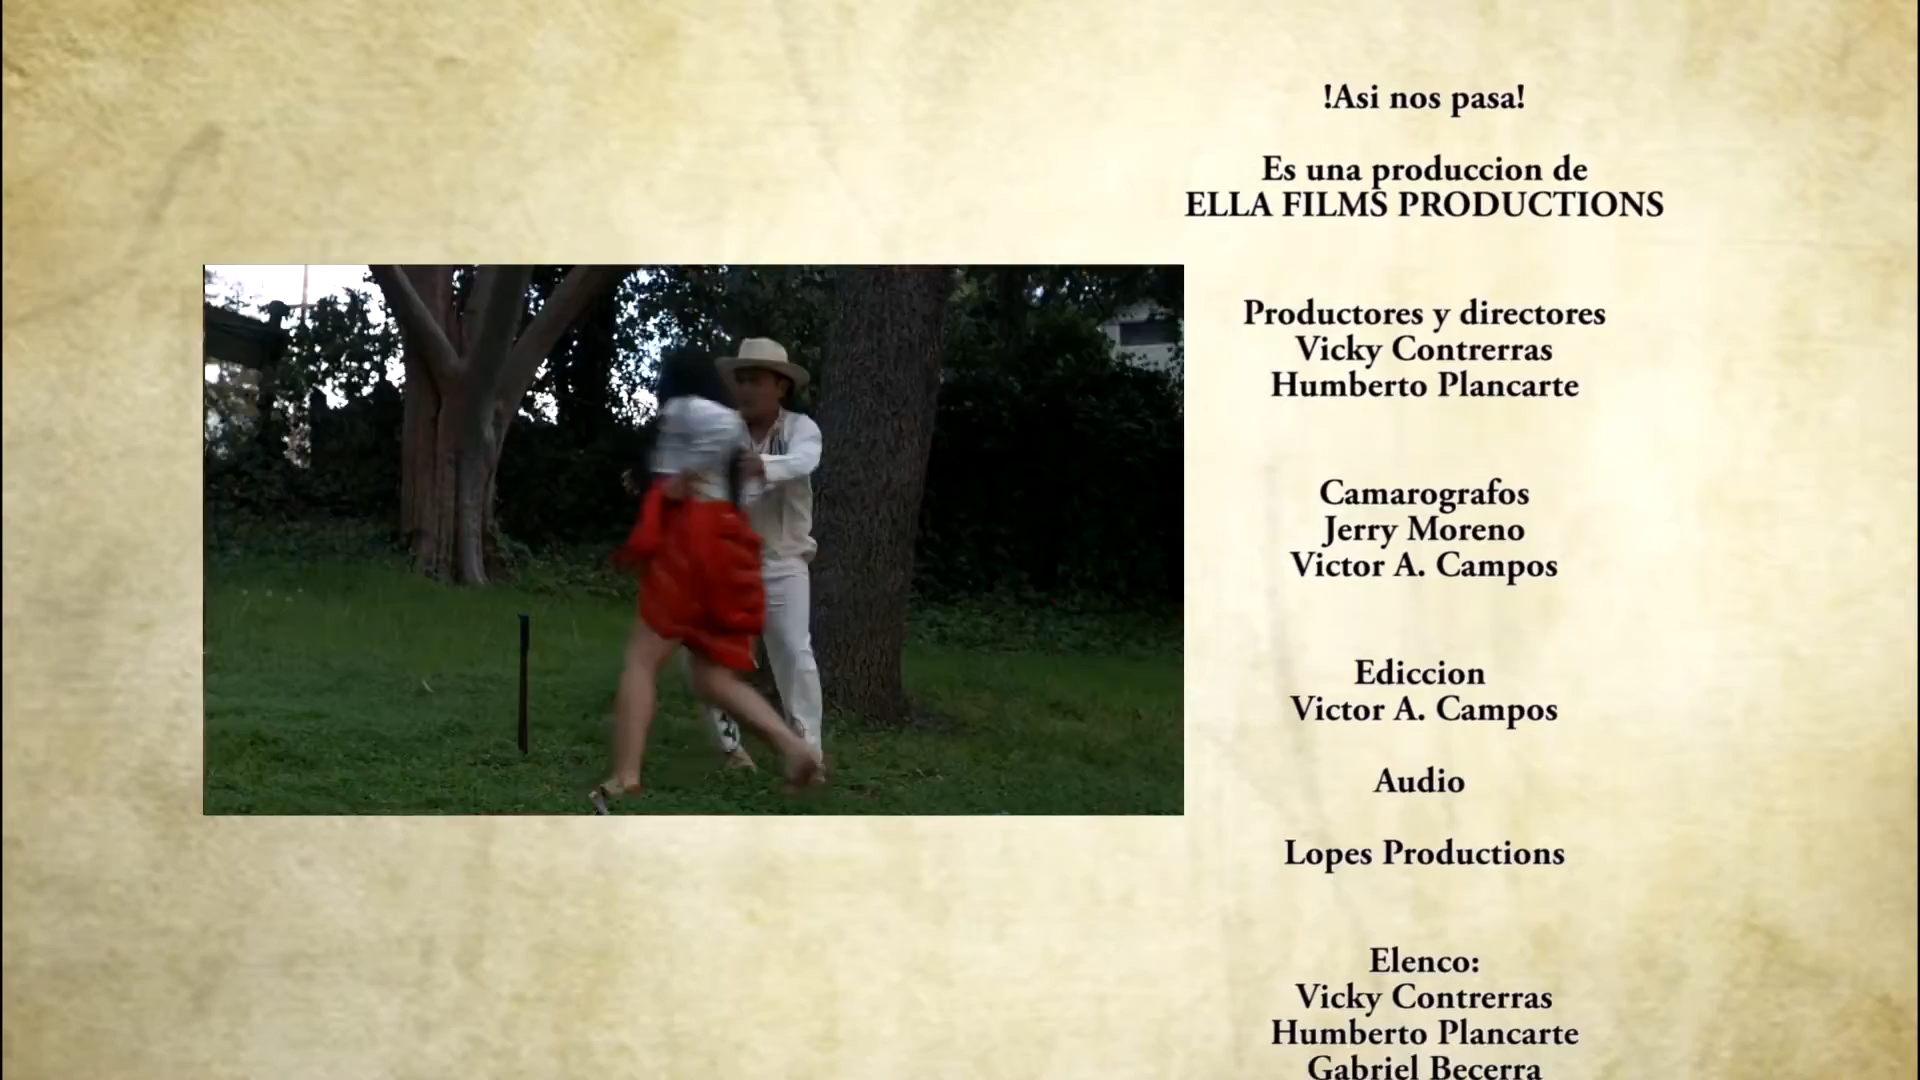 !Asi nos pasa!
Es una produccion de
ELLA FILMS PRODUCTIONS
Productores y directores
Vicky Contrerras
Humberto Plancarte
Camarografos
Jerry Moreno
Victor A. Campos
Ediccion
Victor A. Campos
Audio
Lopes Productions
Elenco:
Vicky Contrerras
Humberto Plancarte
Gabriel Becerra